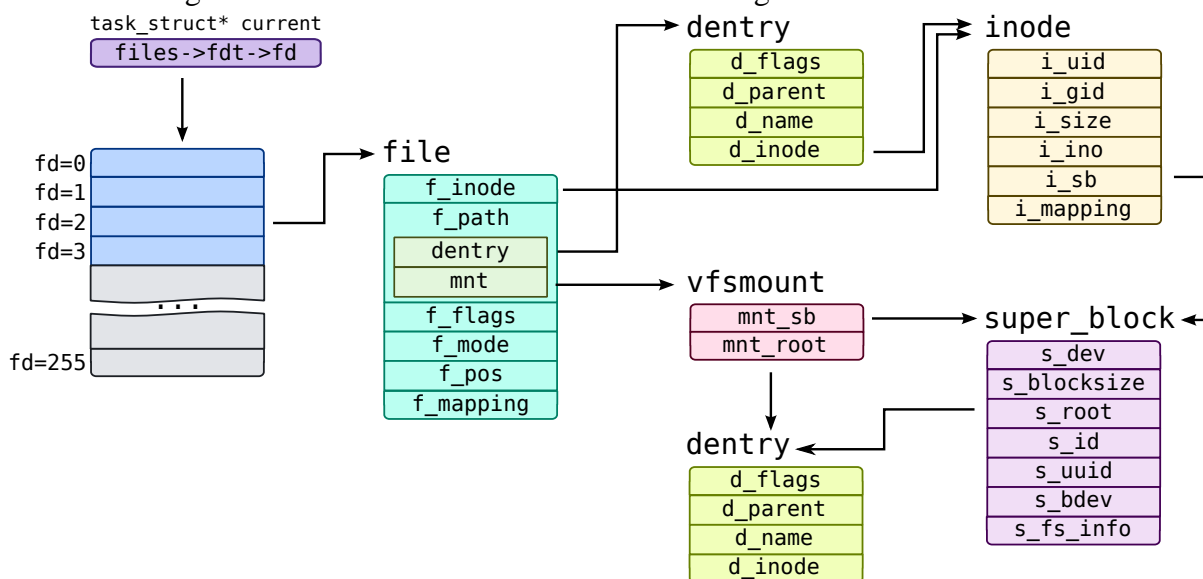 task_struct* current
files->fdt->fd
fd=0
fd=1
fd=2
fd=3
...
fd=255
file
f_inode
f_path
dentry
mnt
f_flags
f_mode
f_pos
f_mapping
dentry
d_flags
d_parent
d_name
d_inode
inode
i_uid
i_gid
i_size
i_ino
i_sb
i_mapping
vfsmount
mnt_sb
mnt_root
super_block
s_dev
s_blocksize
s_root
s_id
s_uuid
s_bdev
s_fs_info
dentry
d_flags
d_parent
d_name
d_inode